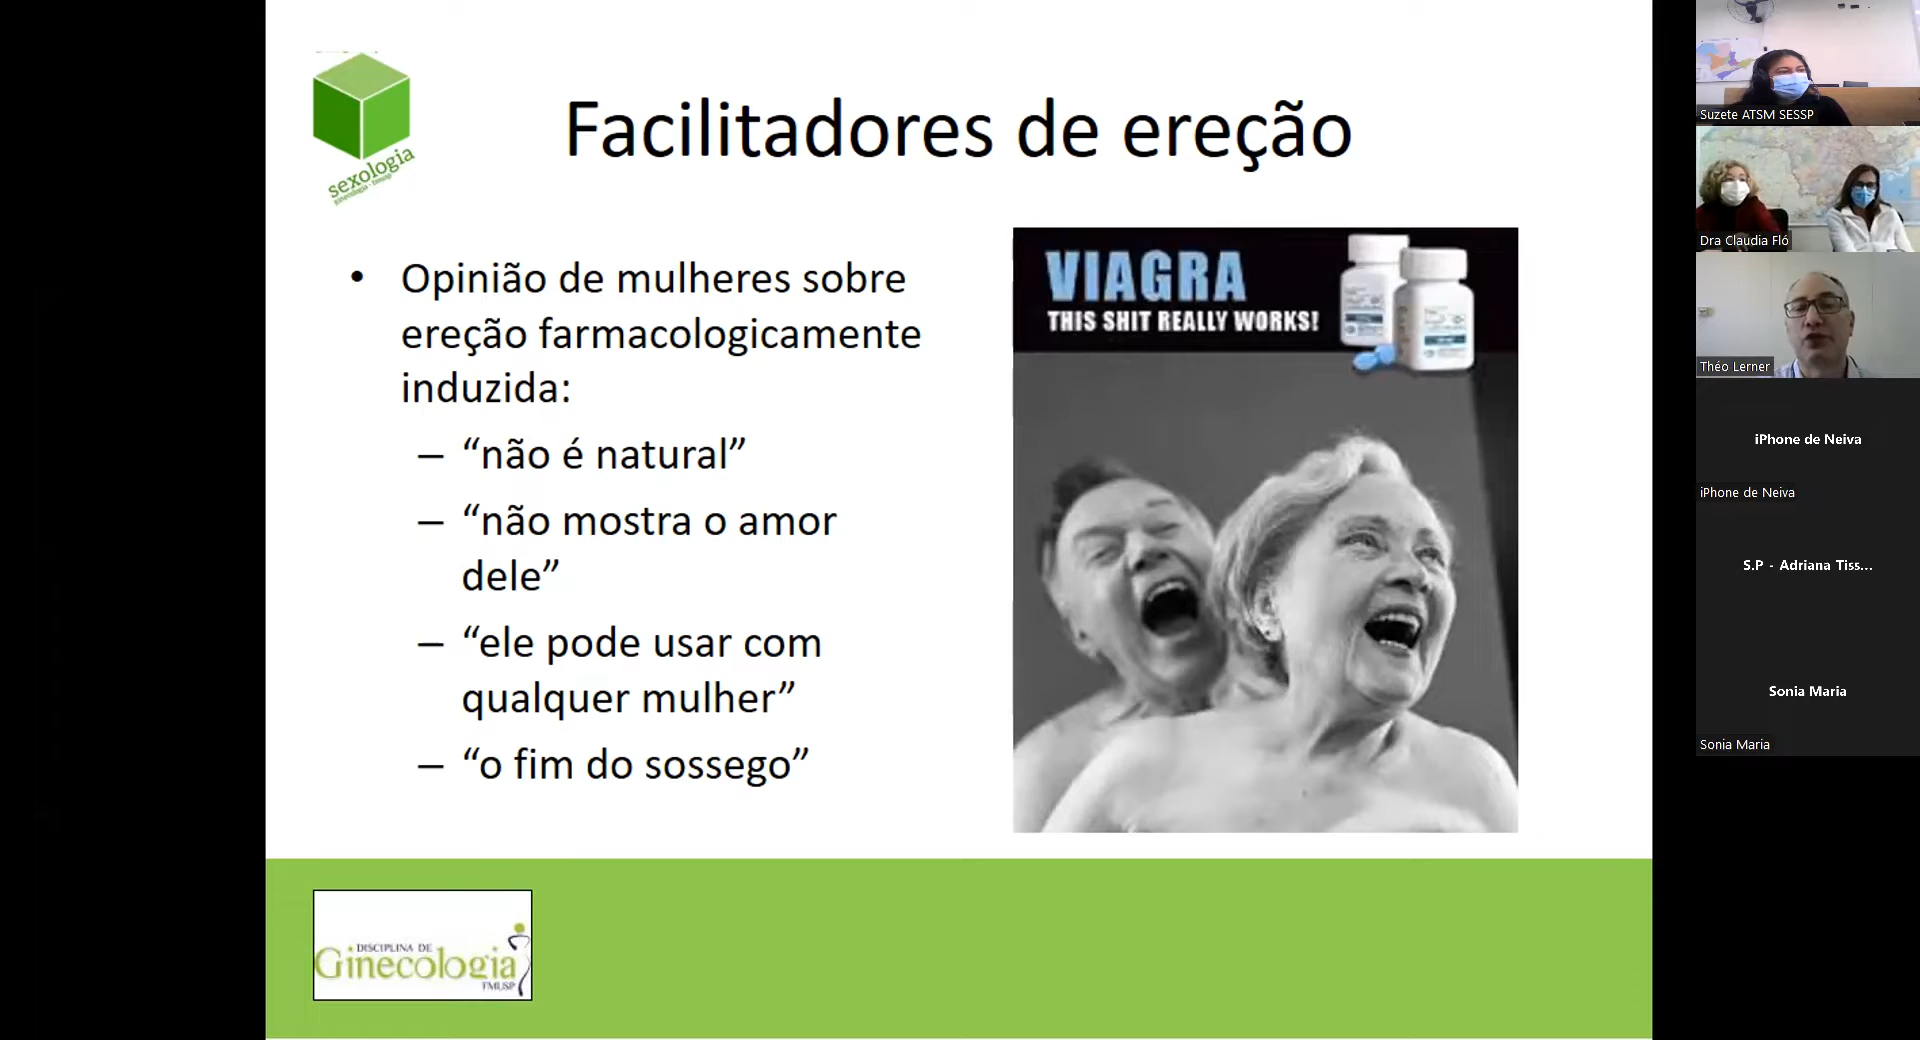 sexologia
Facilitadores de ereção
• Opinião de mulheres sobre
ereção farmacologicamente
induzida:
– “não é natural”
– “não mostra o amor
dele”
– “ele pode usar com
qualquer mulher”
– “o fim do sossego”
VIAGRA
THIS SHIT REALLY WORKS!
DISCIPLINA DE
Ginecologia
FMUSP
Suzete ATSM SESSP
Dra Claudia Fló
Théo Lerner
iPhone de Neiva
iPhone de Neiva
S.P - Adriana Tiss...
Sonia Maria
Sonia Maria